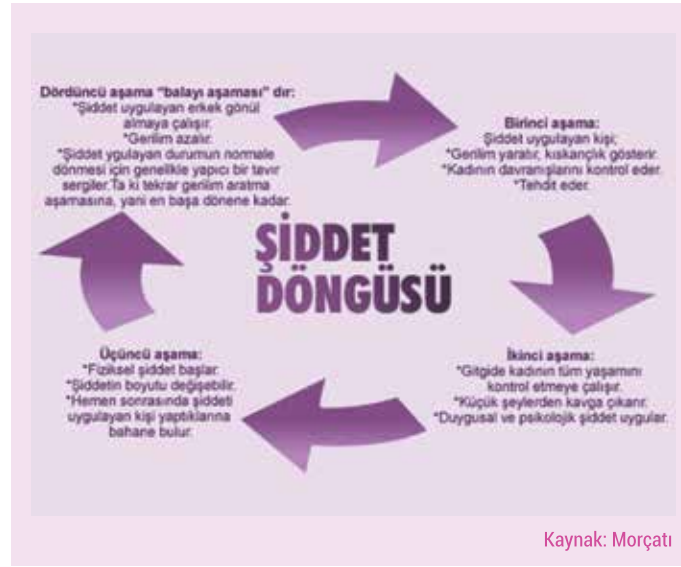 ŞİDDET
DÖNGÜSÜ
Birinci aşama:
Şiddet uygulayan kişi;
*Gerilim yaratır, kıskançlık gösterir.
*Kadının davranışlarını kontrol eder.
*Tehdit eder.
İkinci aşama:
*Gitgide kadının tüm yaşamını
kontrol etmeye çalışır.
*Küçük şeylerden kavga çıkarır.
*Duygusal ve psikolojik şiddet uygular.
Üçüncü aşama:
*Fiziksel şiddet başlar.
*Şiddetin boyutu değişebilir.
*Hemen sonrasında şiddeti
uygulayan kişi yaptıklarına
bahane bulur.
Dördüncü aşama “balayı aşaması” dır:
*Şiddet uygulayan erkek gönül
almaya çalışır.
*Gerilim azalır.
*Şiddet ygulayan durumun normale
dönmesi için genellikle yapıcı bir tavır
sergiler.Ta ki tekrar gerilim aratma
aşamasına, yani en başa dönene kadar.
Kaynak: Morçatı